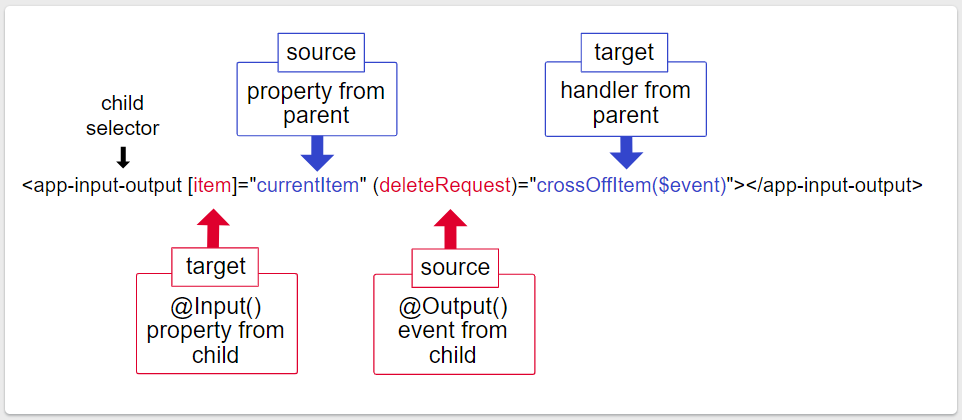 source
target
property from
parent
handler from
parent
child
selector
<app-input-output [item]="currentItem" (deleteRequest)="crossOffItem($event)"></app-input-output>
target
source
@Input()
property from
child
@Output()
event from
child